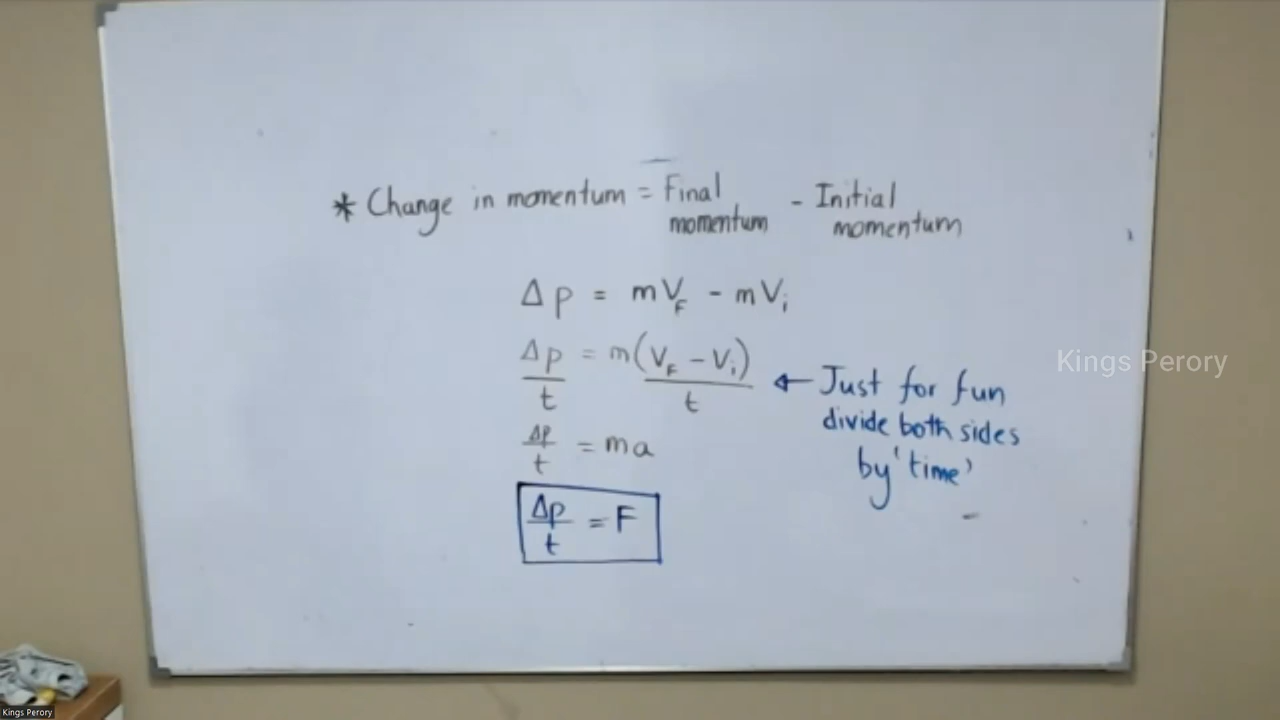 * Change in momentum = Final momentum - Initial momentum
Δp = mV_F - mV_i
Δp/t = m(V_F - V_i)/t ← Just for fun
divide both sides
by 'time'
Δp/t = ma
Δp/t = F
Kings Perory
Kings Perory